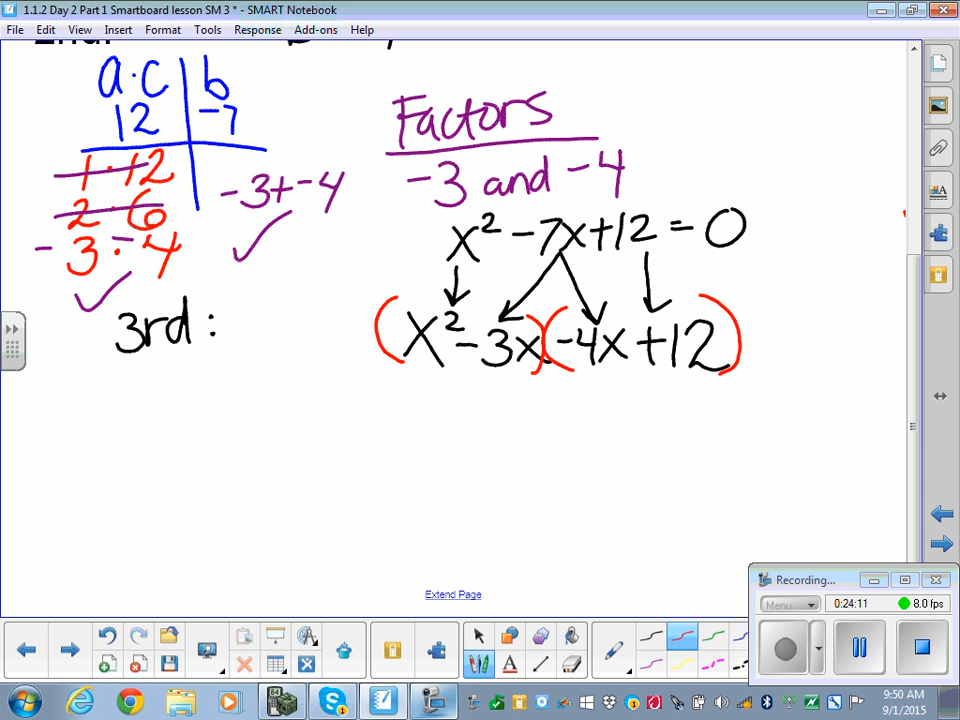 1.1.2 Day 2 Part 1 Smartboard lesson SM 3 * - SMART Notebook
File Edit View Insert Format Tools Response Add-ons Help
a·c b
12 -7
1·12
2·6
-3·-4
-3+-4
Factors
-3 and -4
x² -7x+12 = 0
3rd:
(x² -3x)(-4x+12)
Extend Page
Recording...
Menu
0:24:11
8.0 fps
84
9:50 AM
9/1/2015